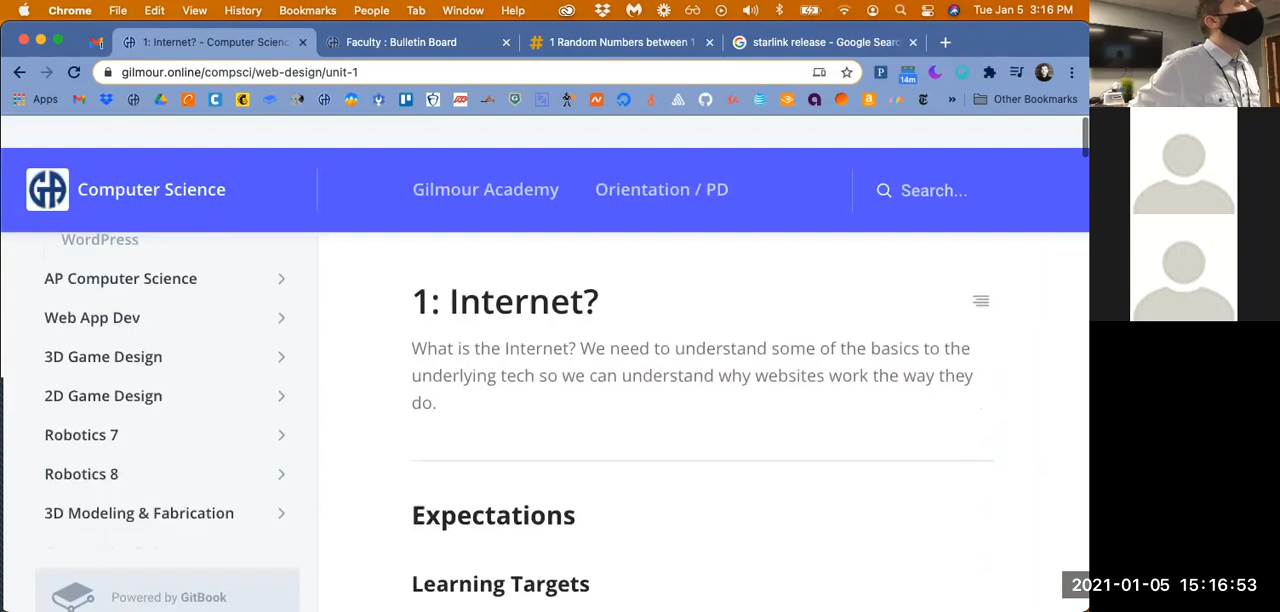 Chrome File Edit View History Bookmarks People Tab Window Help Tue Jan 5 3:16 PM
1: Internet? - Computer Scienc Faculty : Bulletin Board 1 Random Numbers between 1 starlink release - Google Searc
gilmour.online/compsci/web-design/unit-1
14m
Apps Other Bookmarks
GA Computer Science Gilmour Academy Orientation / PD Search...
WordPress
AP Computer Science
Web App Dev
3D Game Design
2D Game Design
Robotics 7
Robotics 8
3D Modeling & Fabrication
Powered by GitBook
1: Internet?
What is the Internet? We need to understand some of the basics to the
underlying tech so we can understand why websites work the way they
do.
Expectations
Learning Targets
2021-01-05 15:16:53